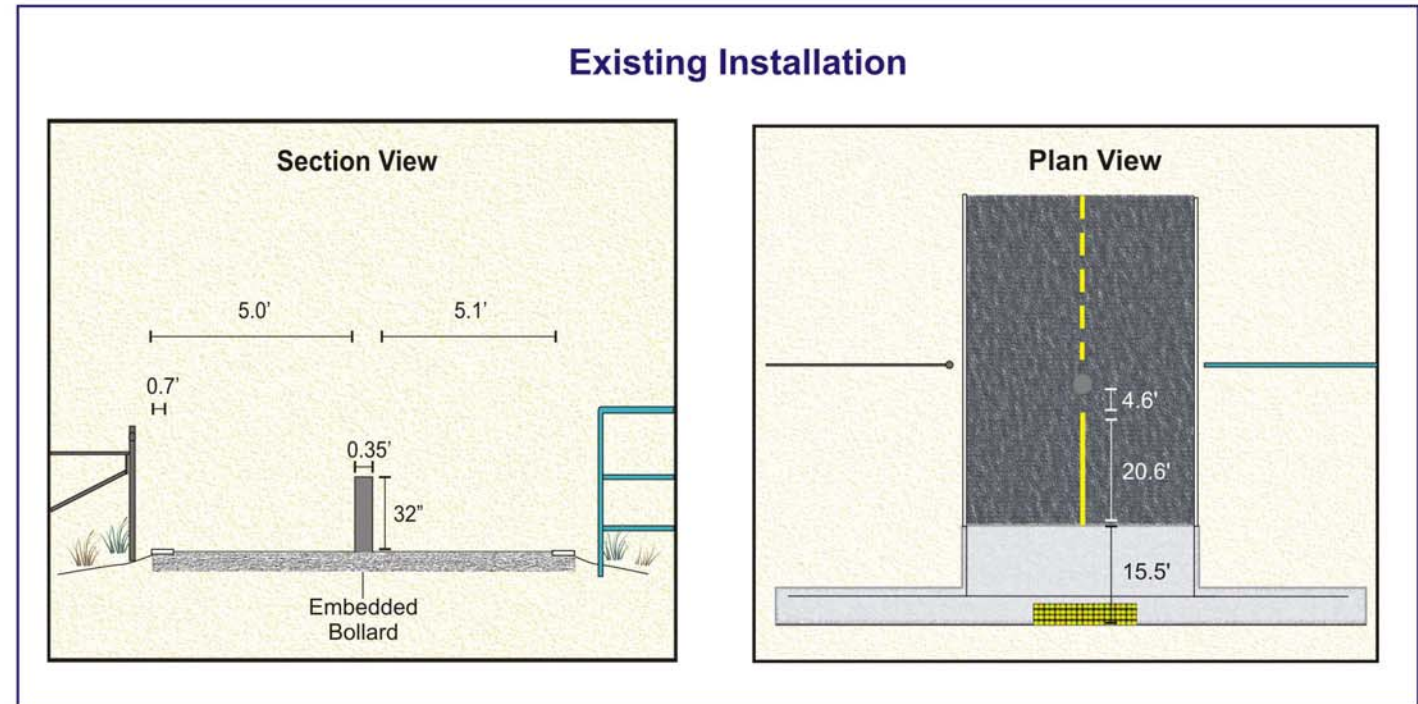 Existing Installation
Section View
5.0’ 5.1’
0.7’
0.35’
32”
Embedded
Bollard
Plan View
4.6'
20.6'
15.5'